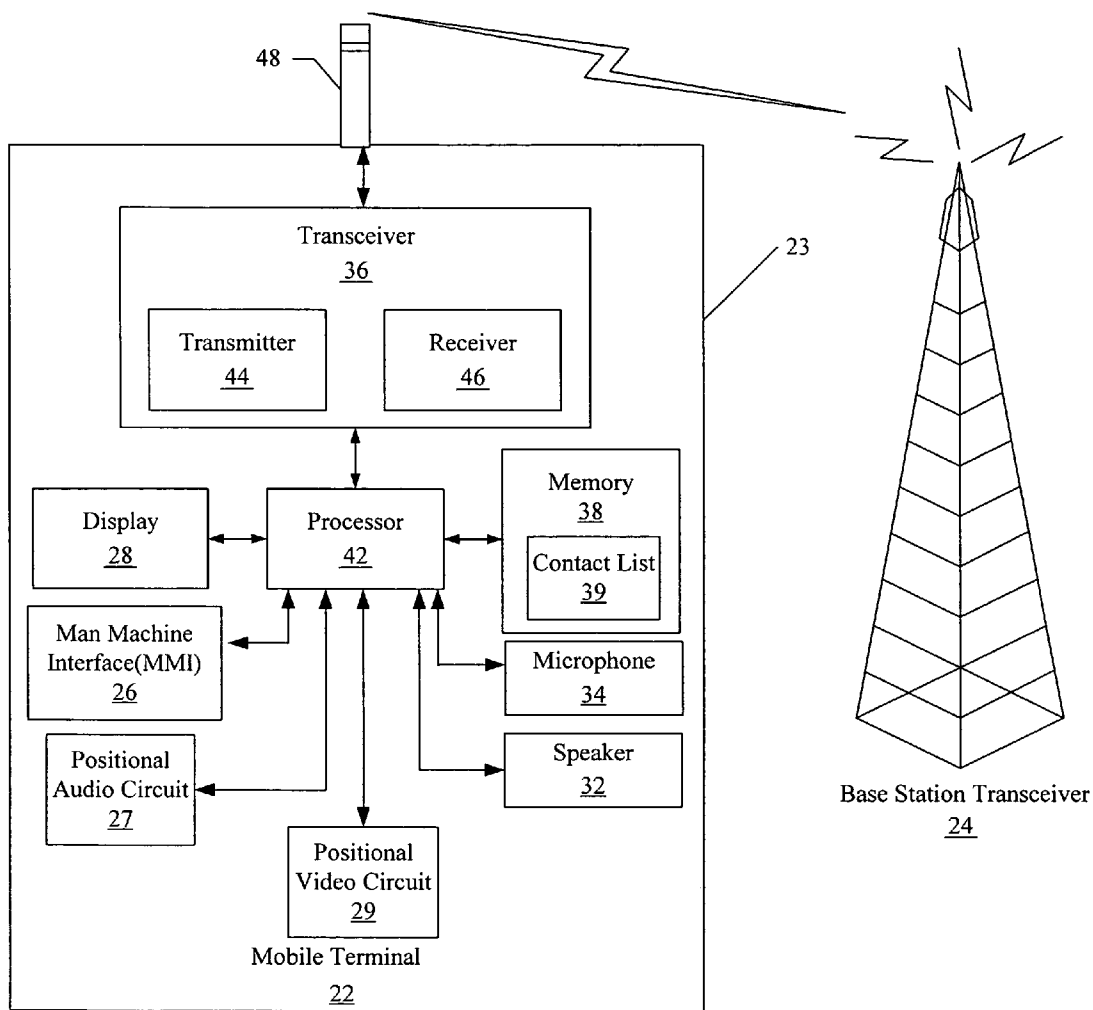 48
Transceiver
36
23
Transmitter
44
Receiver
46
Memory
38
Display
28
Processor
42
Contact List
39
Man Machine
Interface(MMI)
26
Microphone
34
Positional
Audio Circuit
27
Speaker
32
Base Station Transceiver
24
Positional
Video Circuit
29
Mobile Terminal
22